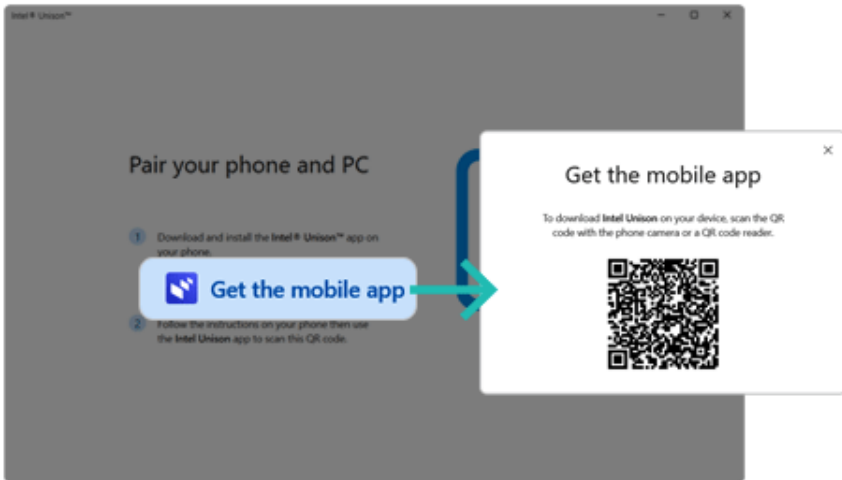 Intel® Unison™
Pair your phone and PC
1 Download and install the Intel® Unison™ app on
your phone.
Get the mobile app
2 Follow the instructions on your phone then use
the Intel Unison app to scan this QR code.
Get the mobile app
To download Intel Unison on your device, scan the QR
code with the phone camera or a QR code reader.